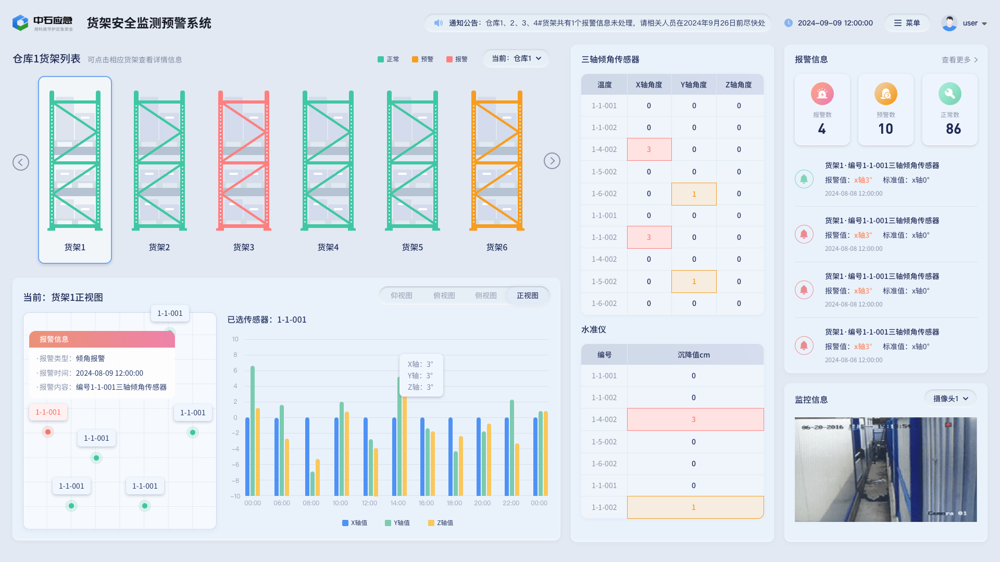 中石应急
用科技守护应急安全
货架安全监测预警系统
通知公告：仓库1、2、3、4#货架共有1个报警信息未处理，请相关人员在2024年9月26日前尽快处
2024-09-09 12:00:00
菜单
user
仓库1货架列表
可点击相应货架查看详情信息
正常 预警 报警
当前：仓库1
货架1 货架2 货架3 货架4 货架5 货架6
当前：货架1正视图
仰视图 俯视图 侧视图 正视图
1-1-001
报警信息
·报警类型：倾角报警
·报警时间：2024-08-09 12:00:00
·报警内容：编号1-1-001三轴倾角传感器
1-1-001
1-1-001
1-1-001
1-1-001
1-1-001
已选传感器：1-1-001
10
8
6
4
2
0
-2
-4
-6
-8
-10
X轴：3°
Y轴：3°
Z轴：3°
00:00 06:00 08:00 10:00 12:00 14:00 16:00 18:00 20:00 22:00 00:00
X轴值 Y轴值 Z轴值
三轴倾角传感器
温度 X轴角度 Y轴角度 Z轴角度
1-1-001 0 0 0
1-1-002 0 0 0
1-4-002 3 0 0
1-5-002 0 0 0
1-6-002 0 1 0
1-1-001 0 0 0
1-1-002 3 0 0
1-4-002 0 0 0
1-5-002 0 1 0
1-6-002 0 0 0
水准仪
编号 沉降值cm
1-1-001 0
1-1-002 0
1-4-002 3
1-5-002 0
1-6-002 0
1-1-001 0
1-1-002 1
报警信息
查看更多
报警数 预警数 正常数
4 10 86
货架1·编号1-1-001三轴倾角传感器
报警值：x轴3° 标准值：x轴0°
2024-08-08 12:00:00
货架1·编号1-1-001三轴倾角传感器
报警值：x轴3° 标准值：x轴0°
2024-08-08 12:00:00
货架1·编号1-1-001三轴倾角传感器
报警值：x轴3° 标准值：x轴0°
2024-08-08 12:00:00
货架1·编号1-1-001三轴倾角传感器
报警值：x轴3° 标准值：x轴0°
2024-08-08 12:00:00
监控信息
摄像头1
06-20-2016
Camera 01